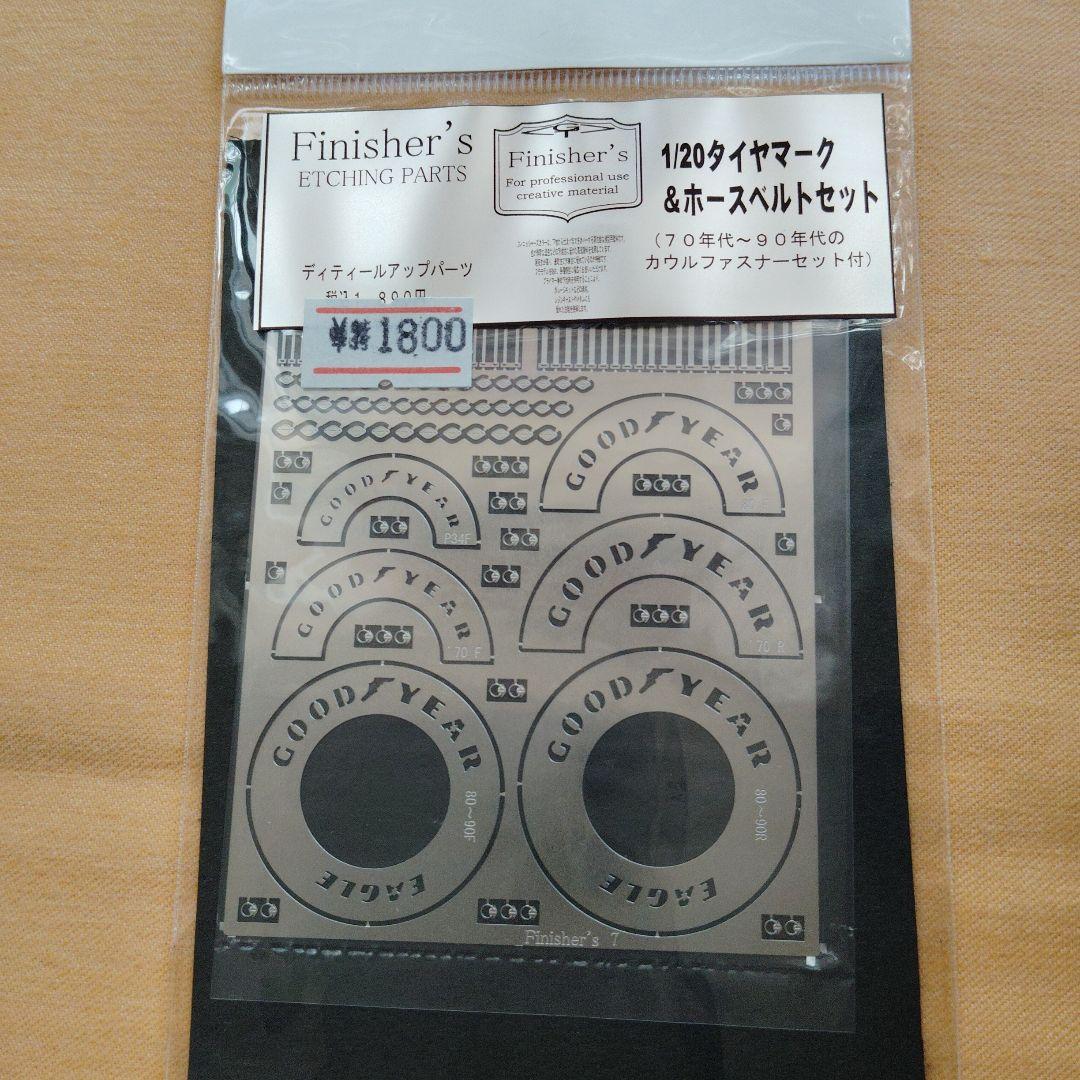 Finisher's
ETCHING PARTS
Finisher's
For professional use
creative material
1/20タイヤマーク
&ホースベルトセット
(70年代~90年代の
カウルファスナーセット付)
ディティールアップパーツ
1800
GOODYEAR
GOODYEAR
P34F
GOODYEAR
70 F
GOODYEAR
70 R
GOODYEAR
80~90F
EAGLE
GOODYEAR
80~90R
EAGLE
Finisher's 7